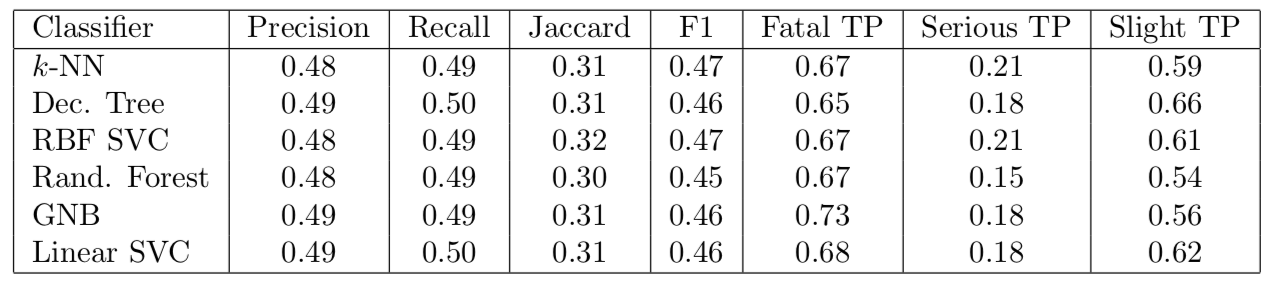 Classifier Precision Recall Jaccard F1 Fatal TP Serious TP Slight TP
k-NN 0.48 0.49 0.31 0.47 0.67 0.21 0.59
Dec. Tree 0.49 0.50 0.31 0.46 0.65 0.18 0.66
RBF SVC 0.48 0.49 0.32 0.47 0.67 0.21 0.61
Rand. Forest 0.48 0.49 0.30 0.45 0.67 0.15 0.54
GNB 0.49 0.49 0.31 0.46 0.73 0.18 0.56
Linear SVC 0.49 0.50 0.31 0.46 0.68 0.18 0.62